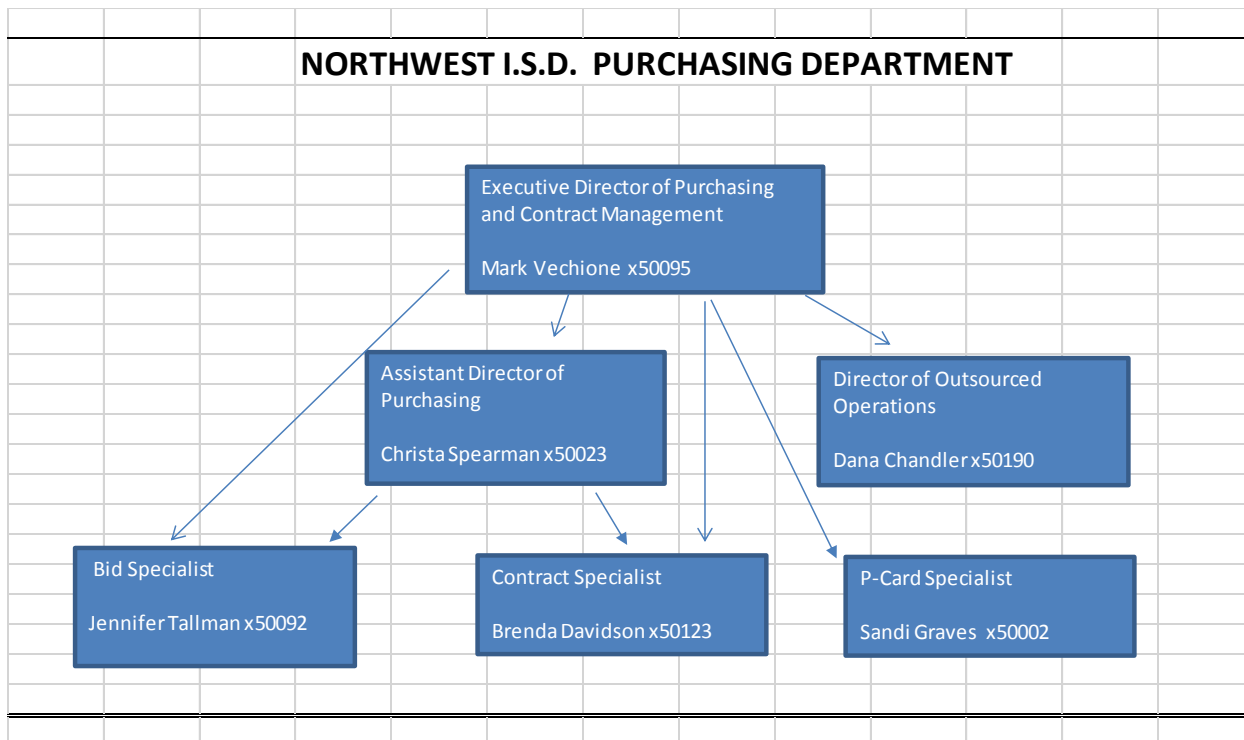 NORTHWEST I.S.D. PURCHASING DEPARTMENT
Executive Director of Purchasing
and Contract Management
Mark Vechione x50095
Assistant Director of
Purchasing
Christa Spearman x50023
Director of Outsourced
Operations
Dana Chandler x50190
Bid Specialist
Jennifer Tallman x50092
Contract Specialist
Brenda Davidson x50123
P-Card Specialist
Sandi Graves x50002